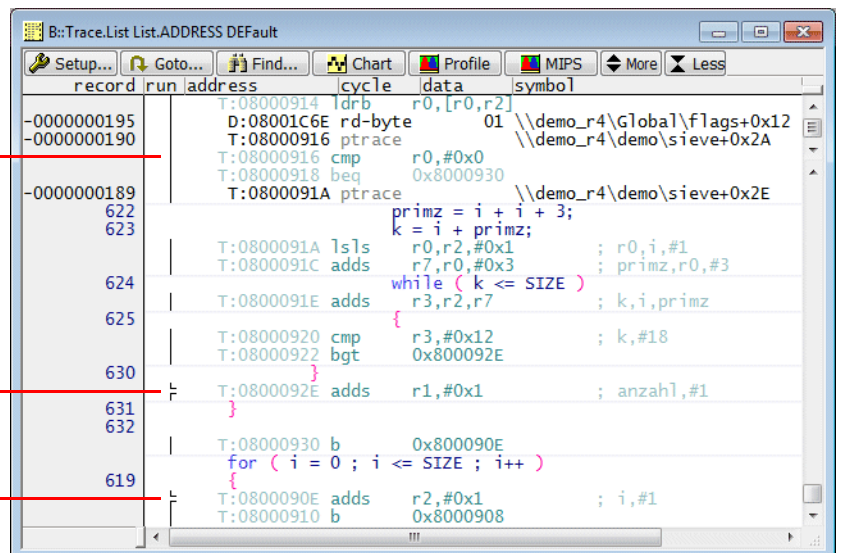 B::Trace.List List.ADDRESS DEFault
Setup... Goto... Find... Chart Profile MIPS More Less
record run address cycle data symbol
T:08000914 ldrb r0,[r0,r2]
-0000000195 D:08001C6E rd-byte 01 \\demo_r4\Global\flags+0x12
-0000000190 T:08000916 ptrace \\demo_r4\demo\sieve+0x2A
T:08000916 cmp r0,#0x0
T:08000918 beq 0x8000930
-0000000189 T:0800091A ptrace \\demo_r4\demo\sieve+0x2E
622 primz = i + i + 3;
623 k = i + primz;
T:0800091A lsls r0,r2,#0x1 ; r0,i,#1
T:0800091C adds r7,r0,#0x3 ; primz,r0,#3
624 while ( k <= SIZE )
T:0800091E adds r3,r2,r7 ; k,i,primz
625 {
T:08000920 cmp r3,#0x12 ; k,#18
T:08000922 bgt 0x800092E
630 }
T:0800092E adds r1,#0x1 ; anzahl,#1
631 }
632
T:08000930 b 0x800090E
for ( i = 0 ; i <= SIZE ; i++ )
619 {
T:0800090E adds r2,#0x1 ; i,#1
T:08000910 b 0x8000908